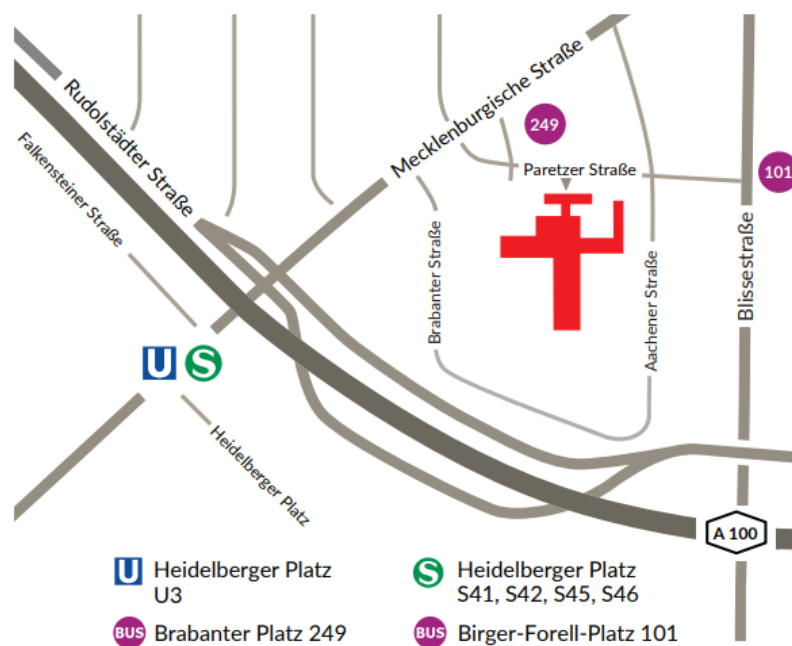 Mecklenburgische Straße
249
Rudolstädter Straße
Falkensteiner Straße
Paretzer Straße
101
Brabanter Straße
Aachener Straße
Blissestraße
U
S
Heidelberger Platz
A 100
U Heidelberger Platz
U3
S Heidelberger Platz
S41, S42, S45, S46
BUS Brabanter Platz 249
BUS Birger-Forell-Platz 101